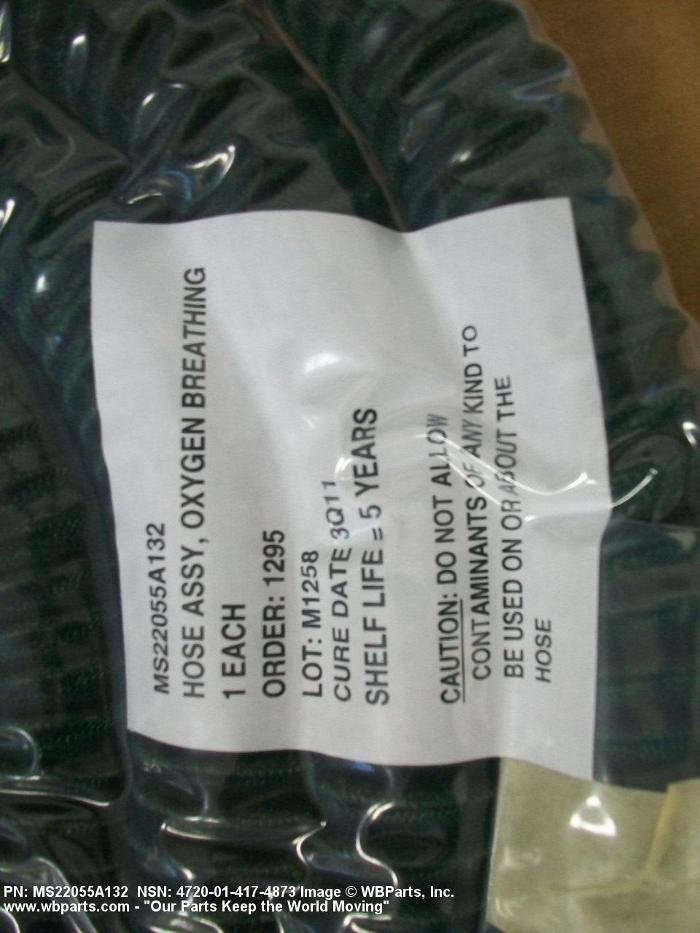 MS22055A132
HOSE ASSY, OXYGEN BREATHING
1 EACH
ORDER: 1295
LOT: M1258
CURE DATE 3Q11
SHELF LIFE = 5 YEARS
CAUTION: DO NOT ALLOW
CONTAMINANTS OF ANY KIND TO
BE USED ON OR ABOUT THE
HOSE
PN: MS22055A132 NSN: 4720-01-417-4873 Image © WBParts, Inc.
www.wbparts.com - "Our Parts Keep the World Moving"